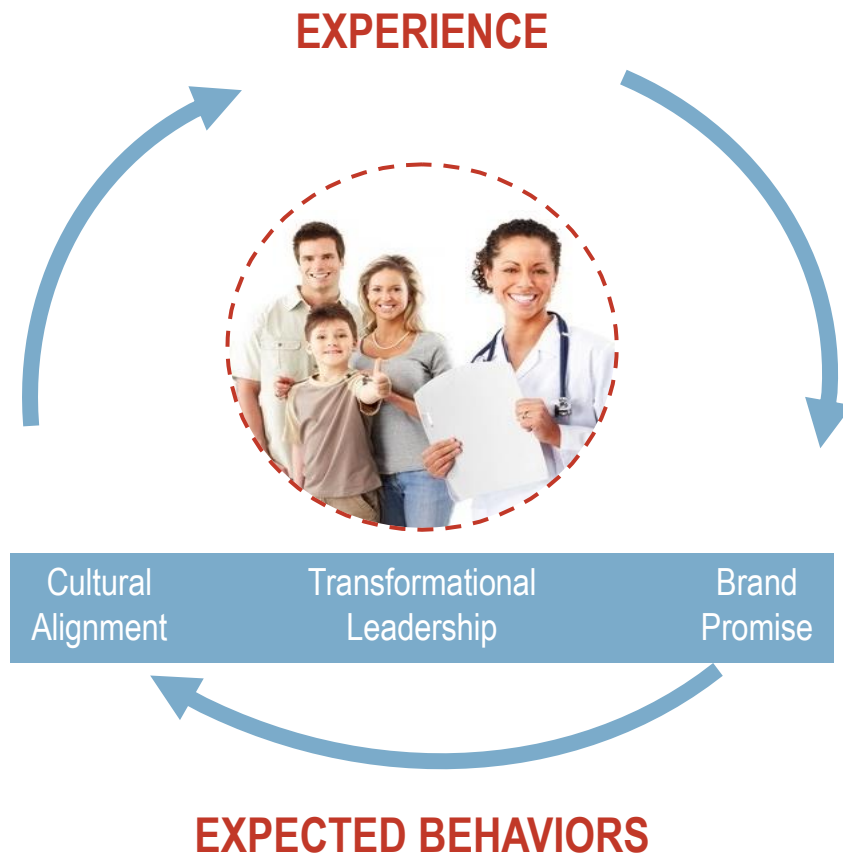 EXPERIENCE
Cultural
Alignment
Transformational
Leadership
Brand
Promise
EXPECTED BEHAVIORS